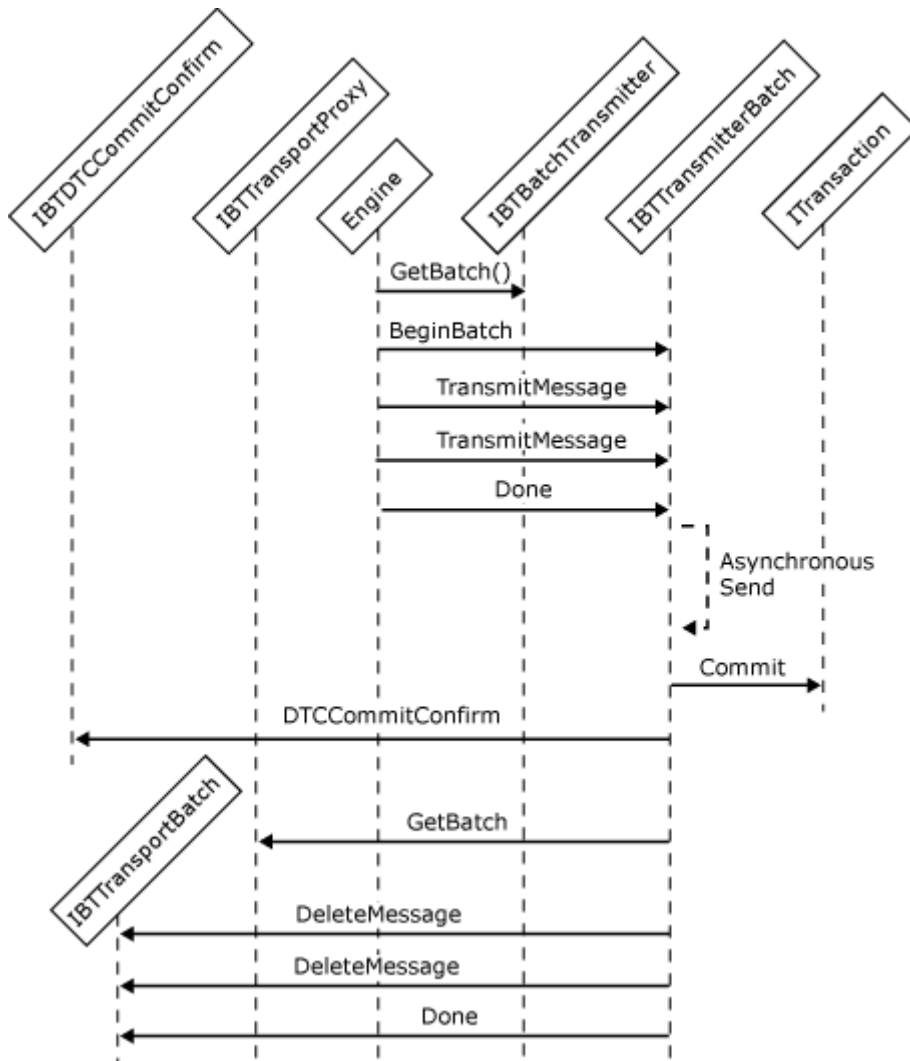 IBTDTCCommitConfirm
IBTTransportProxy
Engine
IBTBatchTransmitter
IBTTransmitterBatch
ITransaction
GetBatch()
BeginBatch
TransmitMessage
TransmitMessage
Done
Asynchronous
Send
Commit
DTCCommitConfirm
IBTTransportBatch
GetBatch
DeleteMessage
DeleteMessage
Done